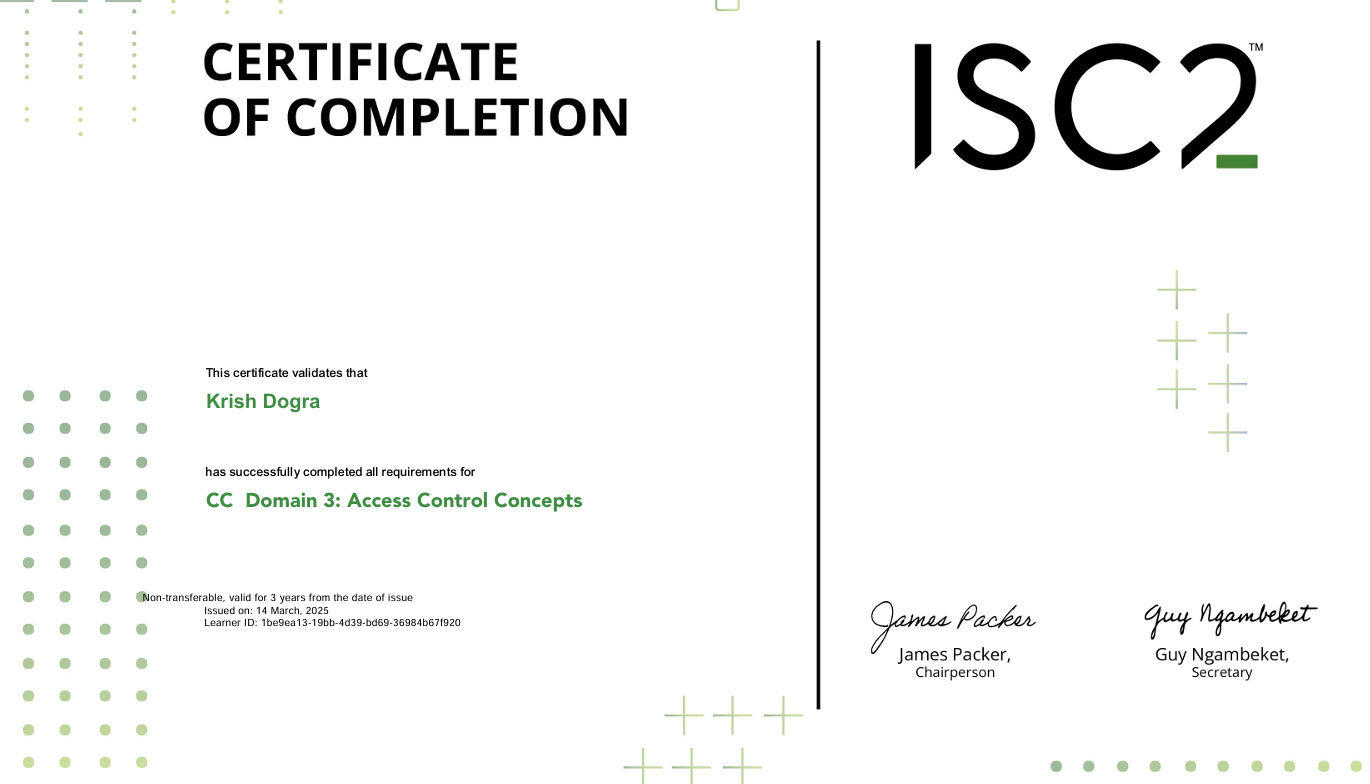 CERTIFICATE
OF COMPLETION
ISC2™
This certificate validates that
Krish Dogra
has successfully completed all requirements for
CC  Domain 3: Access Control Concepts
Non-transferable, valid for 3 years from the date of issue
Issued on: 14 March, 2025
Learner ID: 1be9ea13-19bb-4d39-bd69-36984b67f920
James Packer
James Packer,
Chairperson
Guy Ngambeket
Guy Ngambeket,
Secretary